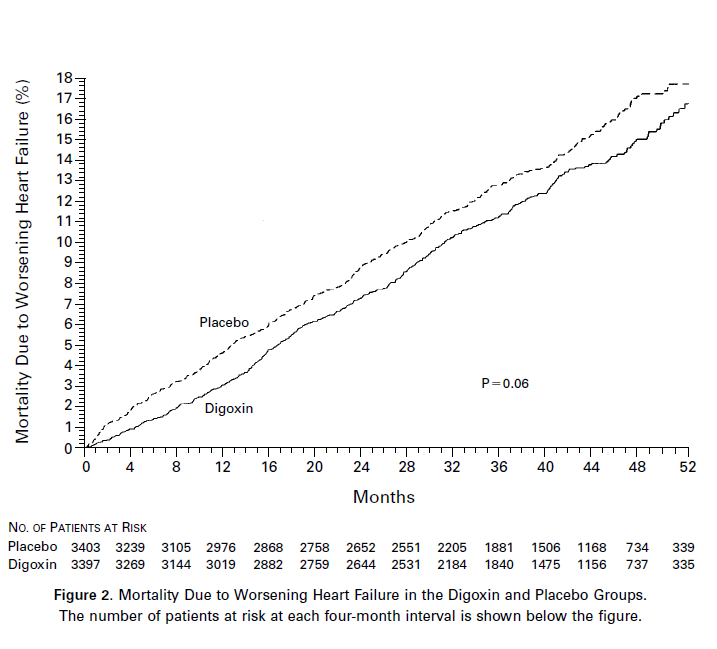 Mortality Due to Worsening Heart Failure (%)
18
17
16
15
14
13
12
11
10
9
8
7
6
5
4
3
2
1
0
Placebo
Digoxin
P=0.06
0 4 8 12 16 20 24 28 32 36 40 44 48 52
Months
NO. OF PATIENTS AT RISK
Placebo 3403 3239 3105 2976 2868 2758 2652 2551 2205 1881 1506 1168 734 339
Digoxin 3397 3269 3144 3019 2882 2759 2644 2531 2184 1840 1475 1156 737 335
Figure 2. Mortality Due to Worsening Heart Failure in the Digoxin and Placebo Groups.
The number of patients at risk at each four-month interval is shown below the figure.